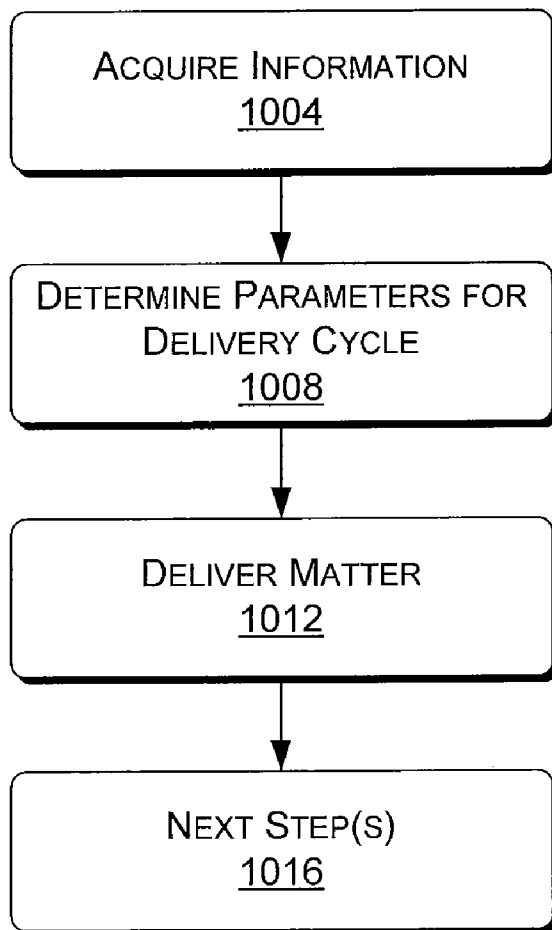 ACQUIRE INFORMATION
1004
DETERMINE PARAMETERS FOR
DELIVERY CYCLE
1008
DELIVER MATTER
1012
NEXT STEP(S)
1016